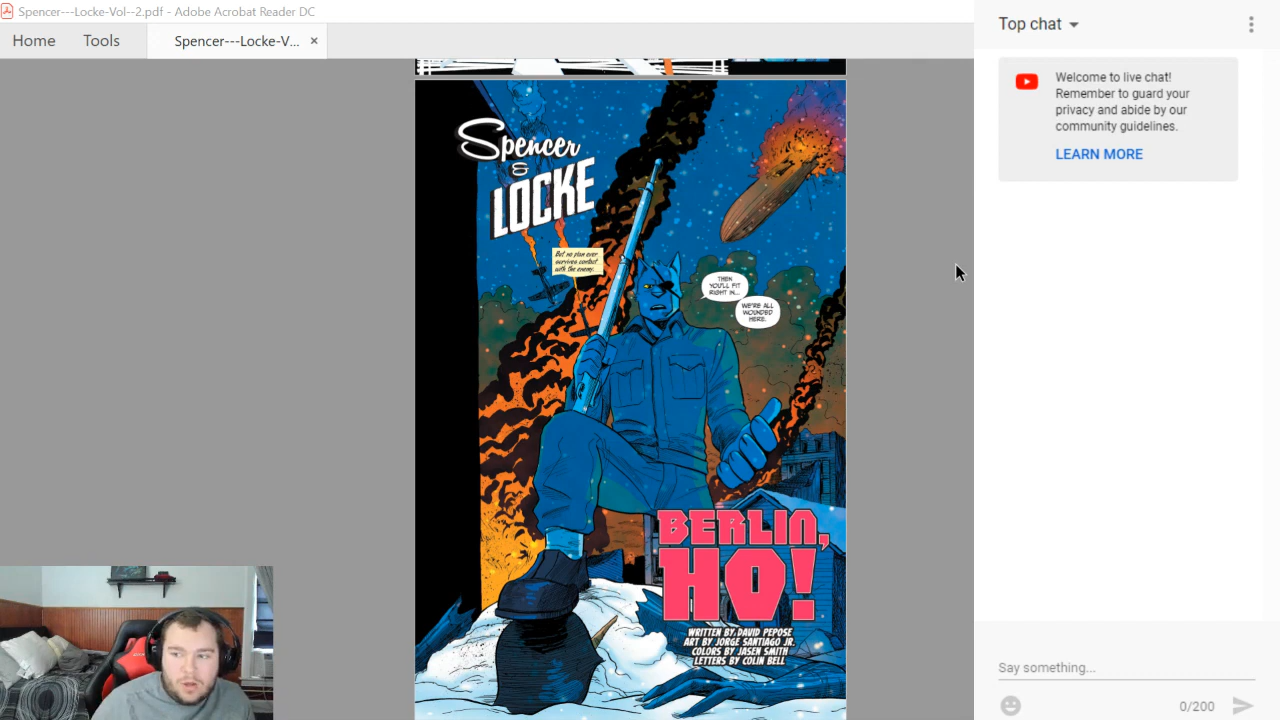 Spencer---Locke-Vol--2.pdf - Adobe Acrobat Reader DC
Home
Tools
Spencer---Locke-V...
×
Spencer
&
LOCKE
But no plan ever
survives contact
with the enemy.
THEN
YOU'LL FIT
RIGHT IN...
WE'RE ALL
WOUNDED
HERE.
BERLIN,
HO!
WRITTEN BY DAVID PEPOSE
ART BY JORGE SANTIAGO JR.
COLORS BY JASEN SMITH
LETTERS BY COLIN BELL
Top chat
Welcome to live chat!
Remember to guard your
privacy and abide by our
community guidelines.
LEARN MORE
Say something...
0/200